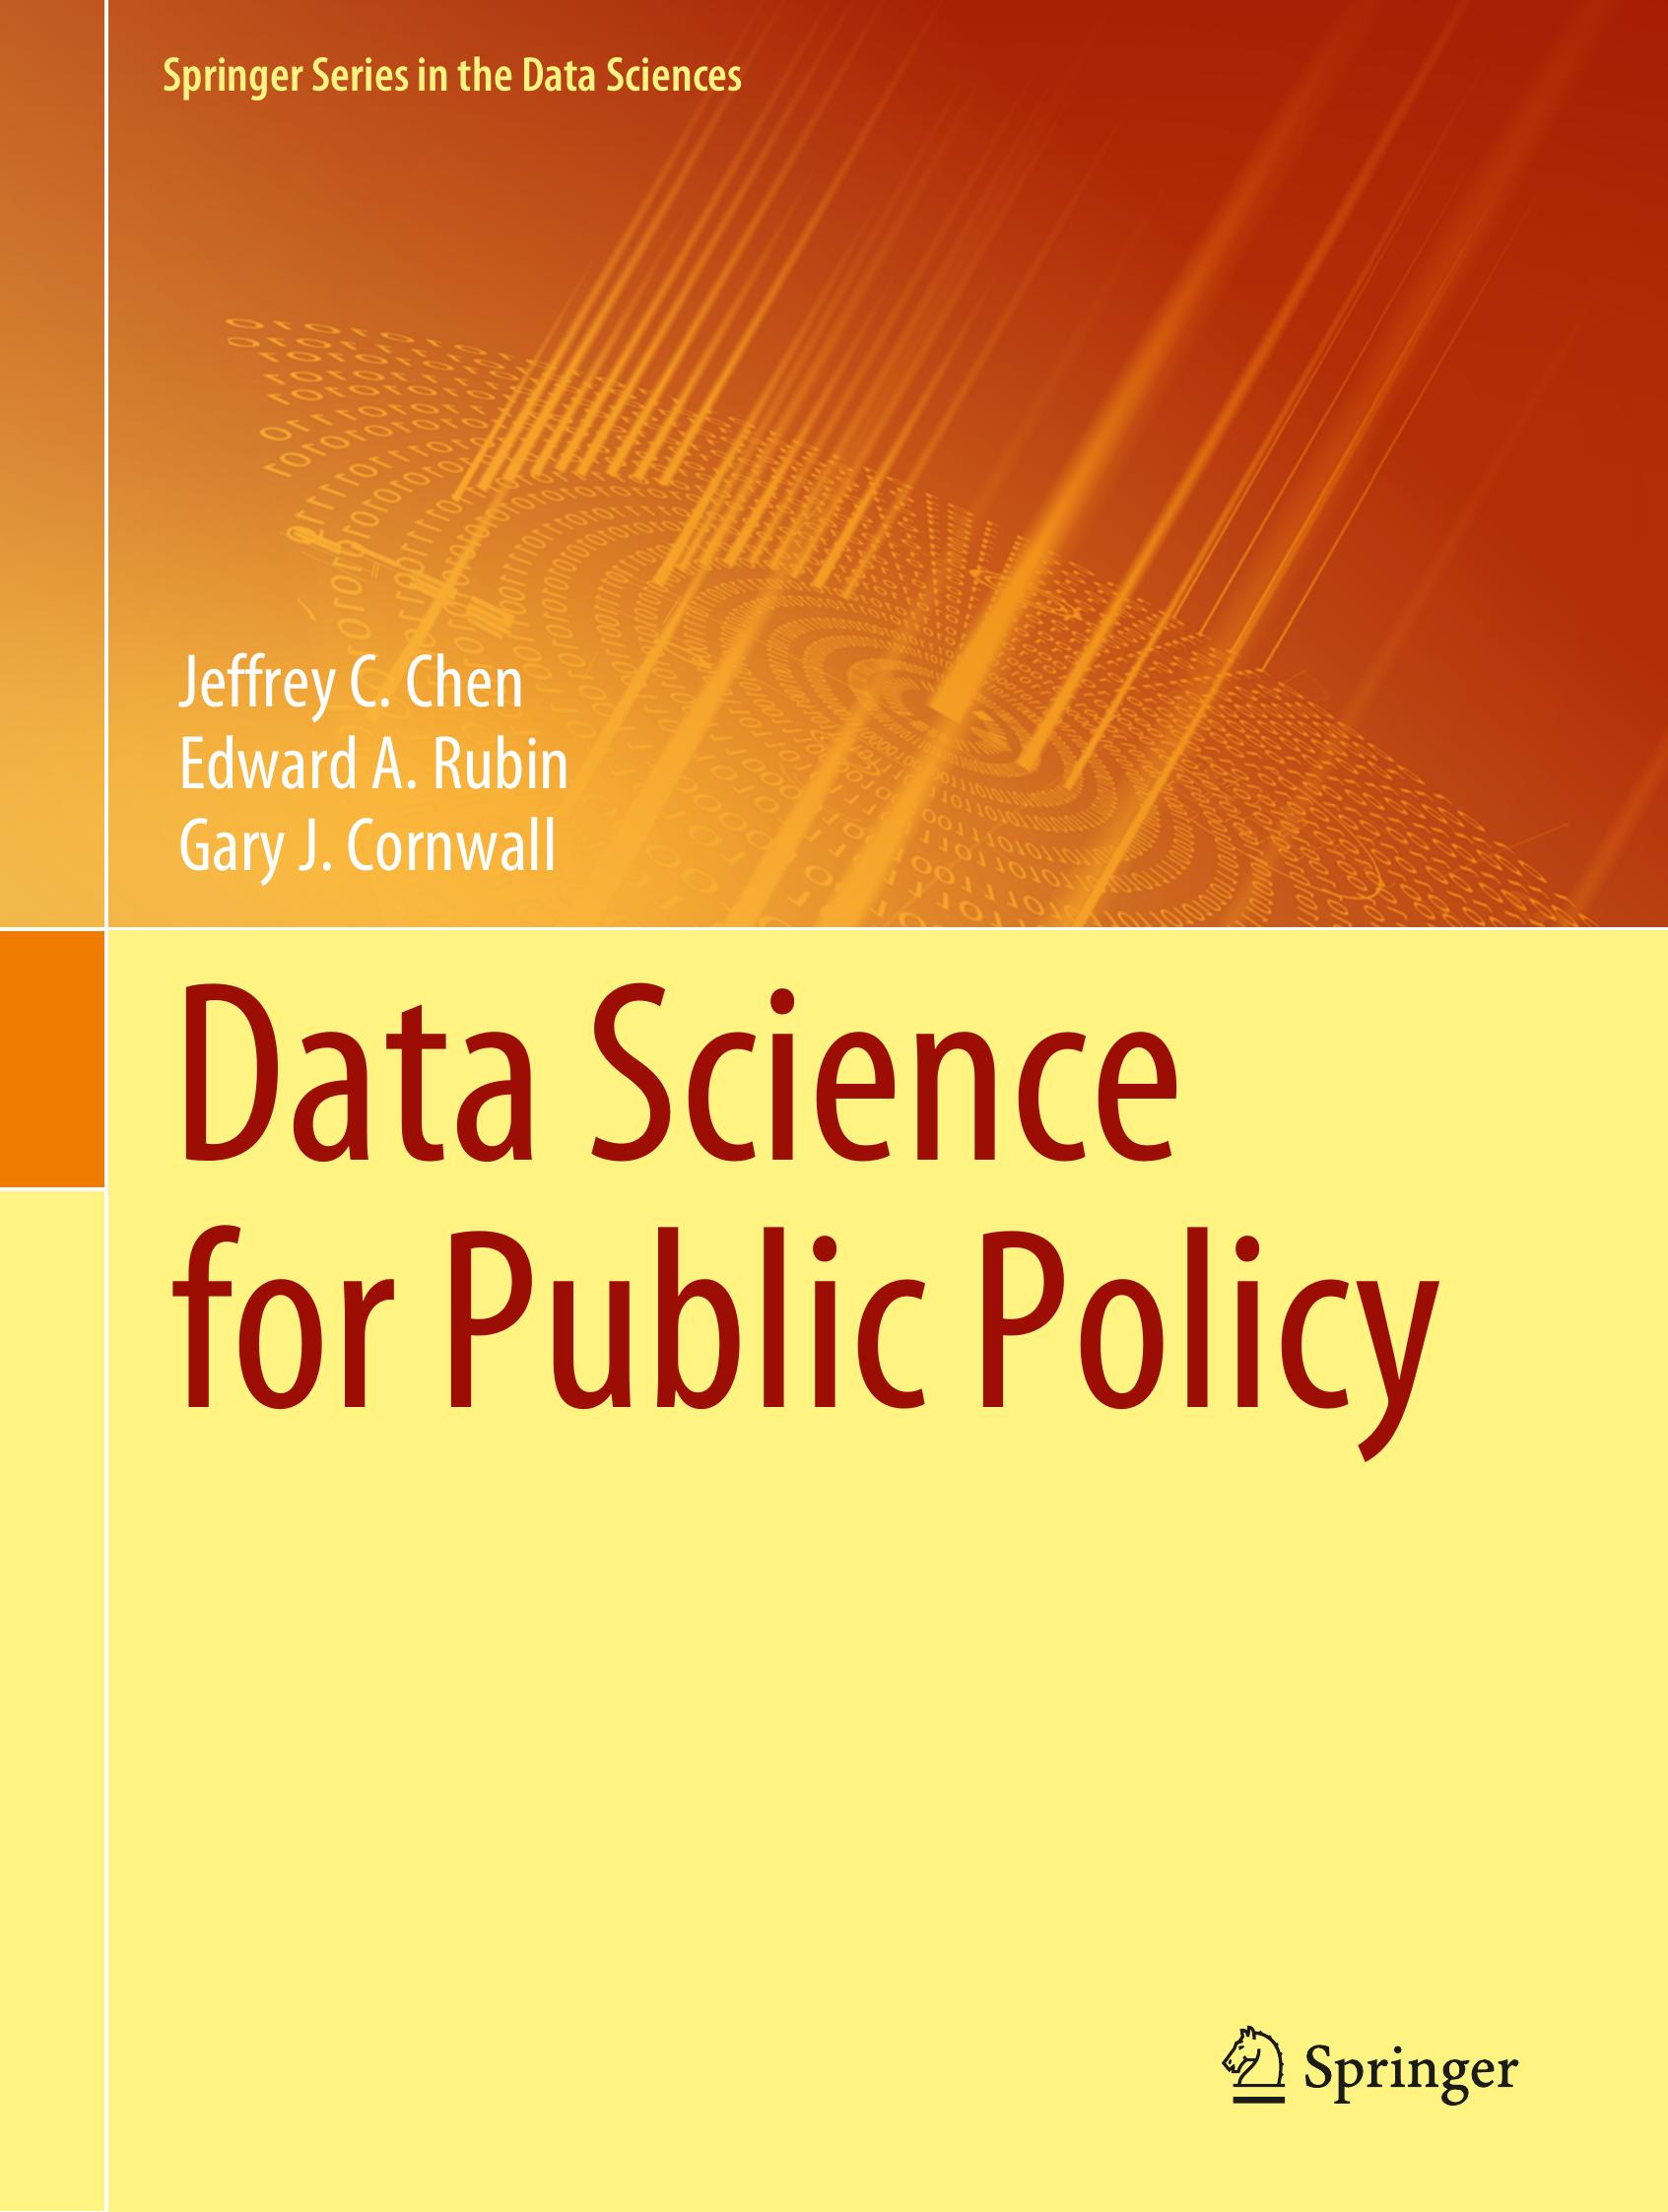 Springer Series in the Data Sciences
Jeffrey C. Chen
Edward A. Rubin
Gary J. Cornwall
Data Science
for Public Policy
Springer